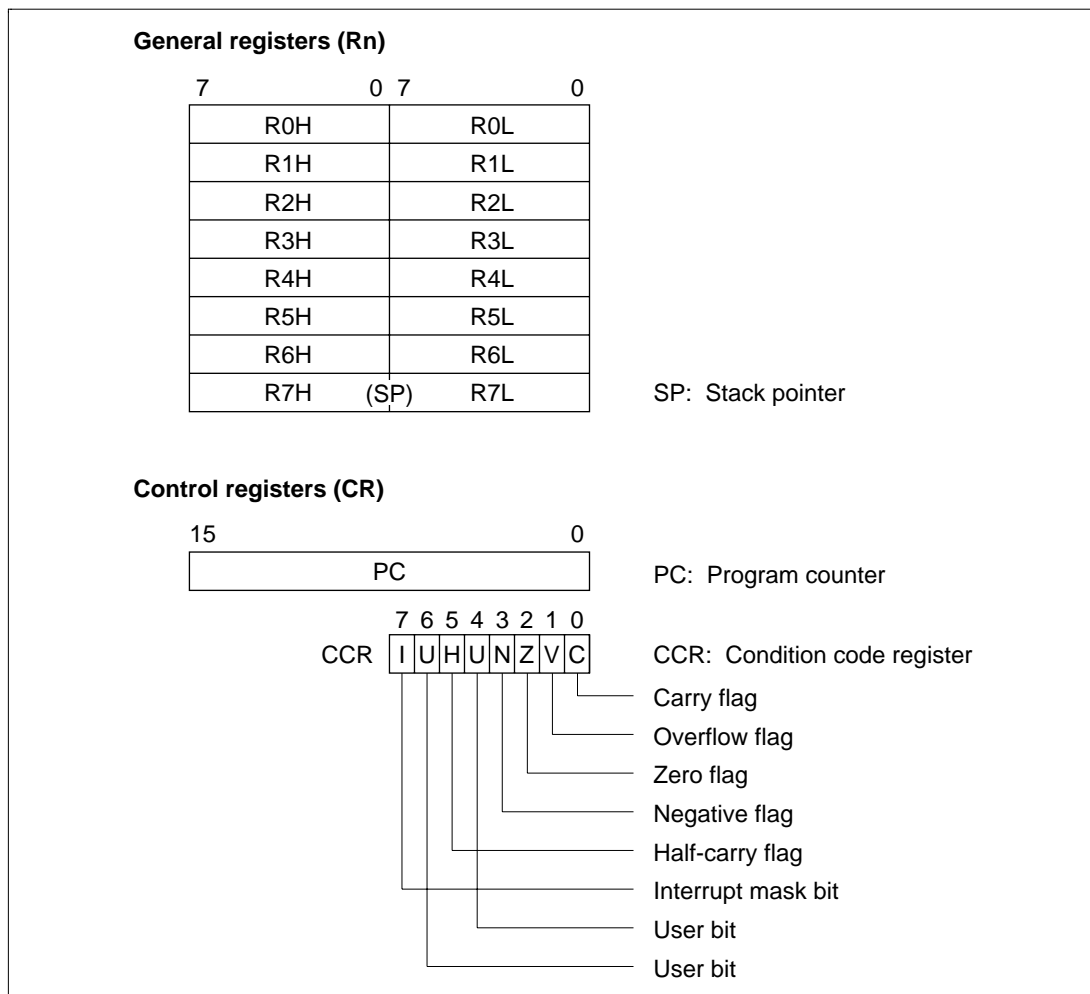 General registers (Rn)
7 0 7 0
R0H R0L
R1H R1L
R2H R2L
R3H R3L
R4H R4L
R5H R5L
R6H R6L
R7H (SP) R7L SP: Stack pointer
Control registers (CR)
15 0
PC PC: Program counter
7 6 5 4 3 2 1 0
CCR I U H U N Z V C CCR: Condition code register
Carry flag
Overflow flag
Zero flag
Negative flag
Half-carry flag
Interrupt mask bit
User bit
User bit